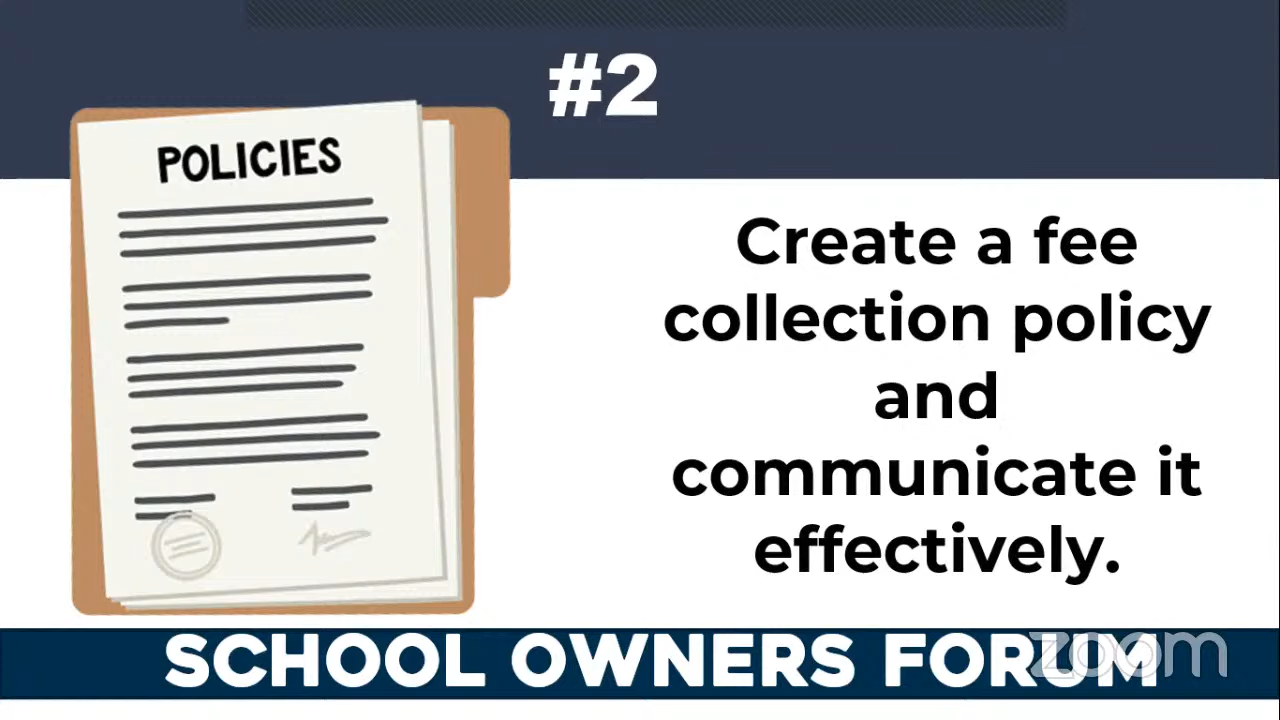 #2
POLICIES
Create a fee
collection policy
and
communicate it
effectively.
SCHOOL OWNERS FORUM
zoom